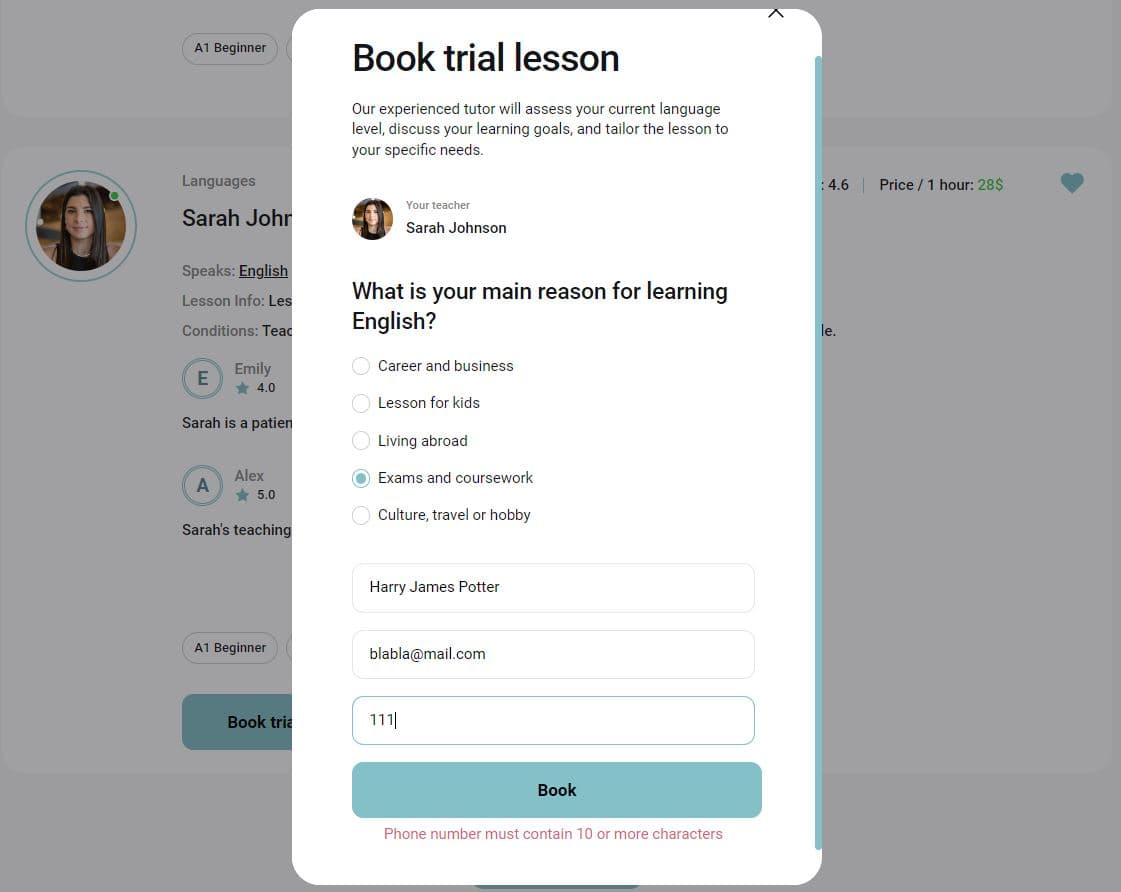 A1 Beginner
Book trial lesson
Our experienced tutor will assess your current language
level, discuss your learning goals, and tailor the lesson to
your specific needs.
Languages
: 4.6
Price / 1 hour: 28$
Your teacher
Sarah Johnson
Sarah John
Speaks: English
Lesson Info: Les
Conditions: Teac
le.
What is your main reason for learning
English?
Career and business
Lesson for kids
Living abroad
Exams and coursework
Culture, travel or hobby
E
Emily
4.0
Sarah is a patien
A
Alex
5.0
Sarah's teaching
Harry James Potter
blabla@mail.com
111
A1 Beginner
Book tria
Book
Phone number must contain 10 or more characters